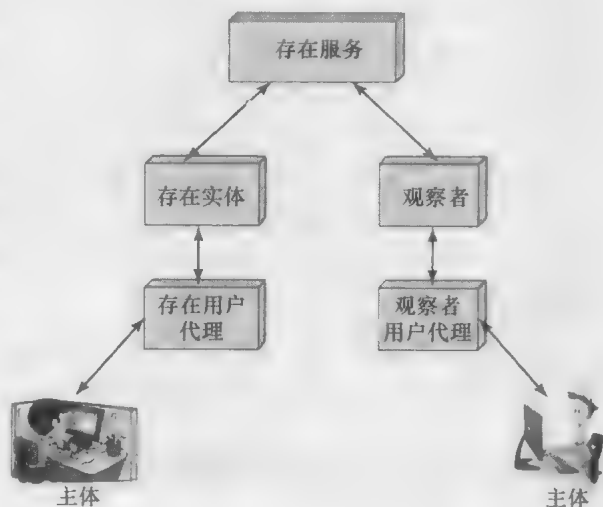 存在服务
存在实体
观察者
存在用户
代理
观察者
用户代理
主体
主体